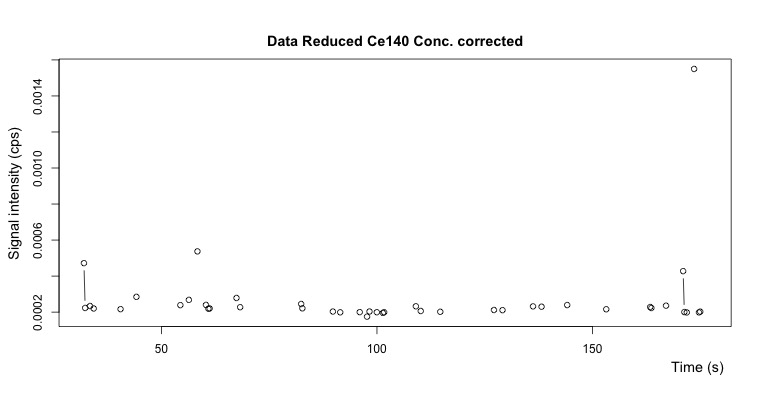 Data Reduced Ce140 Conc. corrected
Signal intensity (cps)
0.0014
0.0010
0.0006
0.0002
50 100 150
Time (s)